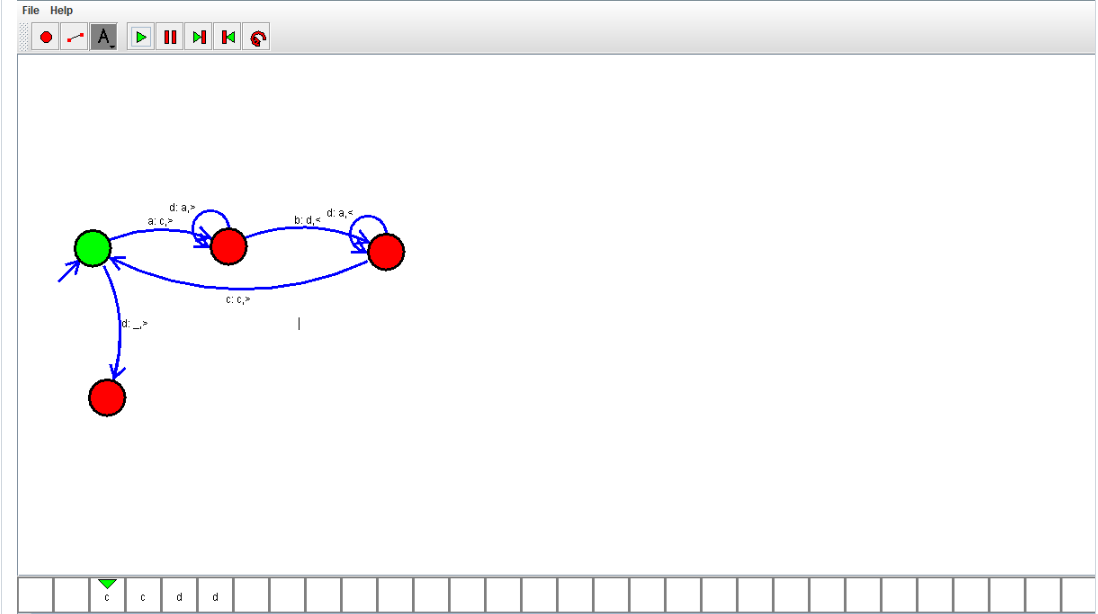 File Help
A
d: a,>
a: c,>
b: d,<
d: a,<
c: c,>
d: _,>
c c d d